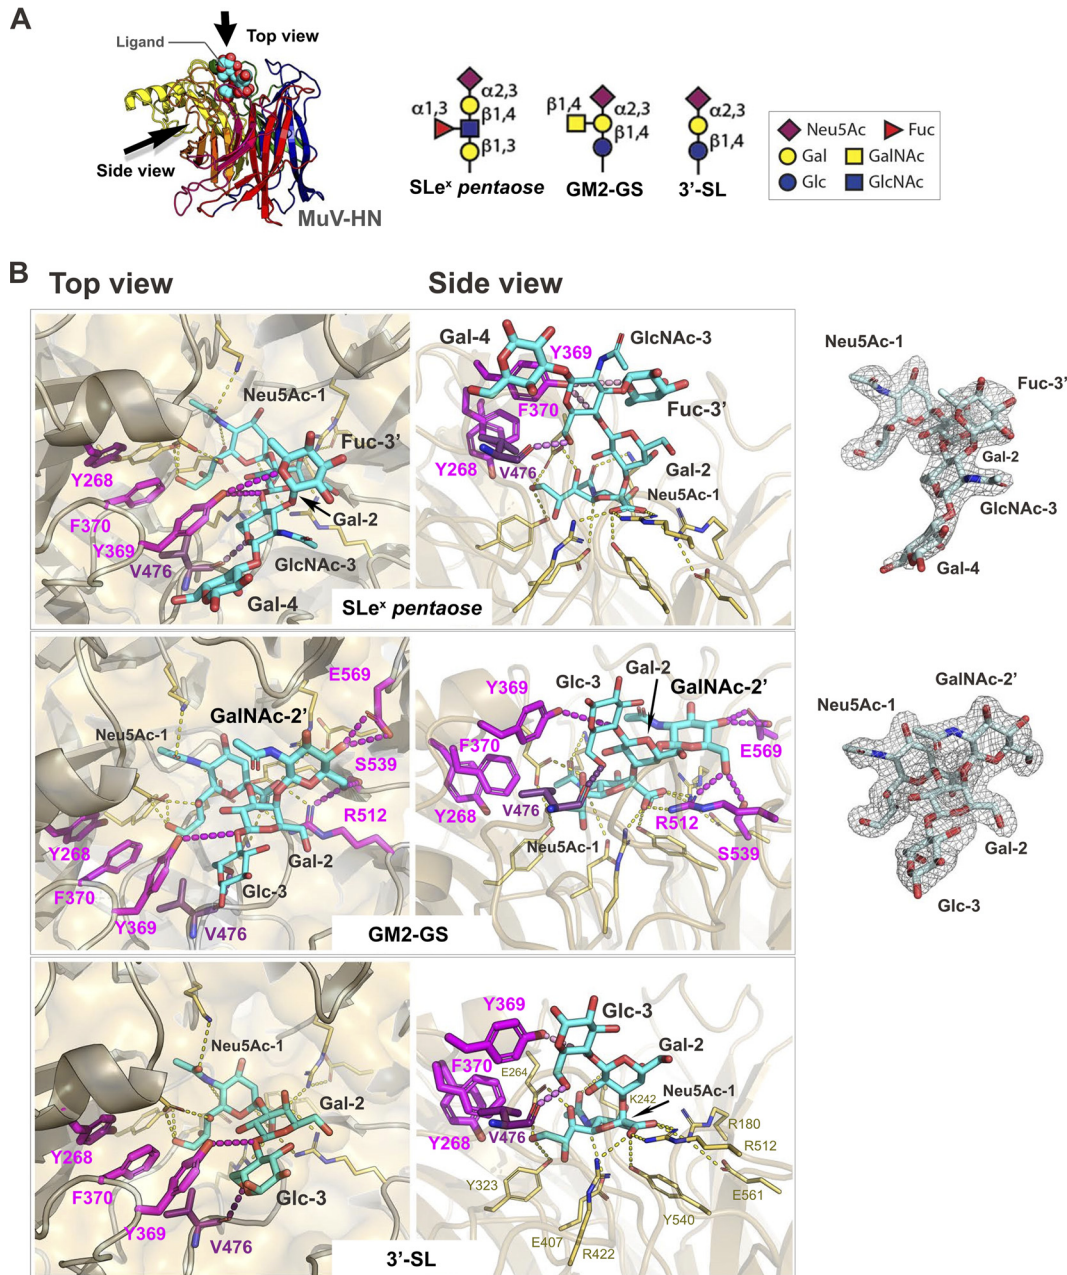 A
Ligand
Top view
Side view
MuV-HN
α2,3
α1,3
β1,4
β1,3
SLeˣ pentaose
β1,4
α2,3
β1,4
GM2-GS
α2,3
β1,4
3'-SL
Neu5Ac
Fuc
Gal
GalNAc
Glc
GlcNAc
B
Top view
Side view
Neu5Ac-1
Fuc-3'
Y268
F370
Gal-2
Y369
V476
GlcNAc-3
Gal-4
Gal-4
Y369
GlcNAc-3
F370
Fuc-3'
Y268
V476
Gal-2
Neu5Ac-1
SLeˣ pentaose
Neu5Ac-1
Fuc-3'
Gal-2
GlcNAc-3
Gal-4
E569
GalNAc-2'
Neu5Ac-1
S539
R512
Y268
Gal-2
F370
Glc-3
Y369
V476
Gal-2
Y369
Glc-3
GalNAc-2'
F370
E569
Y268
V476
R512
Neu5Ac-1
S539
GM2-GS
GalNAc-2'
Neu5Ac-1
Gal-2
Glc-3
Neu5Ac-1
Gal-2
Y268
F370
Glc-3
Y369
V476
Y369
Glc-3
Gal-2
F370
E264
Neu5Ac-1
K242
Y268
V476
R180
R512
Y323
E561
Y540
E407
R422
3'-SL